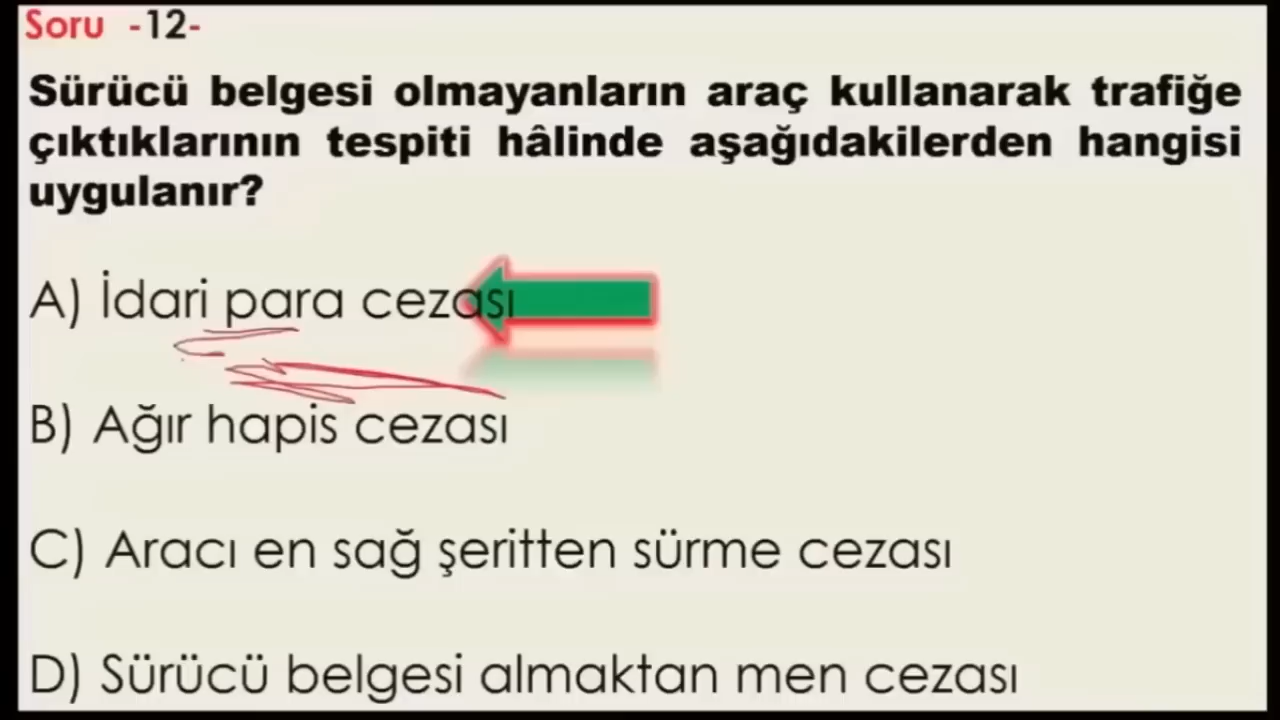 Soru -12-
Sürücü belgesi olmayanların araç kullanarak trafiğe
çıktıklarının tespiti hâlinde aşağıdakilerden hangisi
uygulanır?
A) İdari para cezası
B) Ağır hapis cezası
C) Aracı en sağ şeritten sürme cezası
D) Sürücü belgesi almaktan men cezası